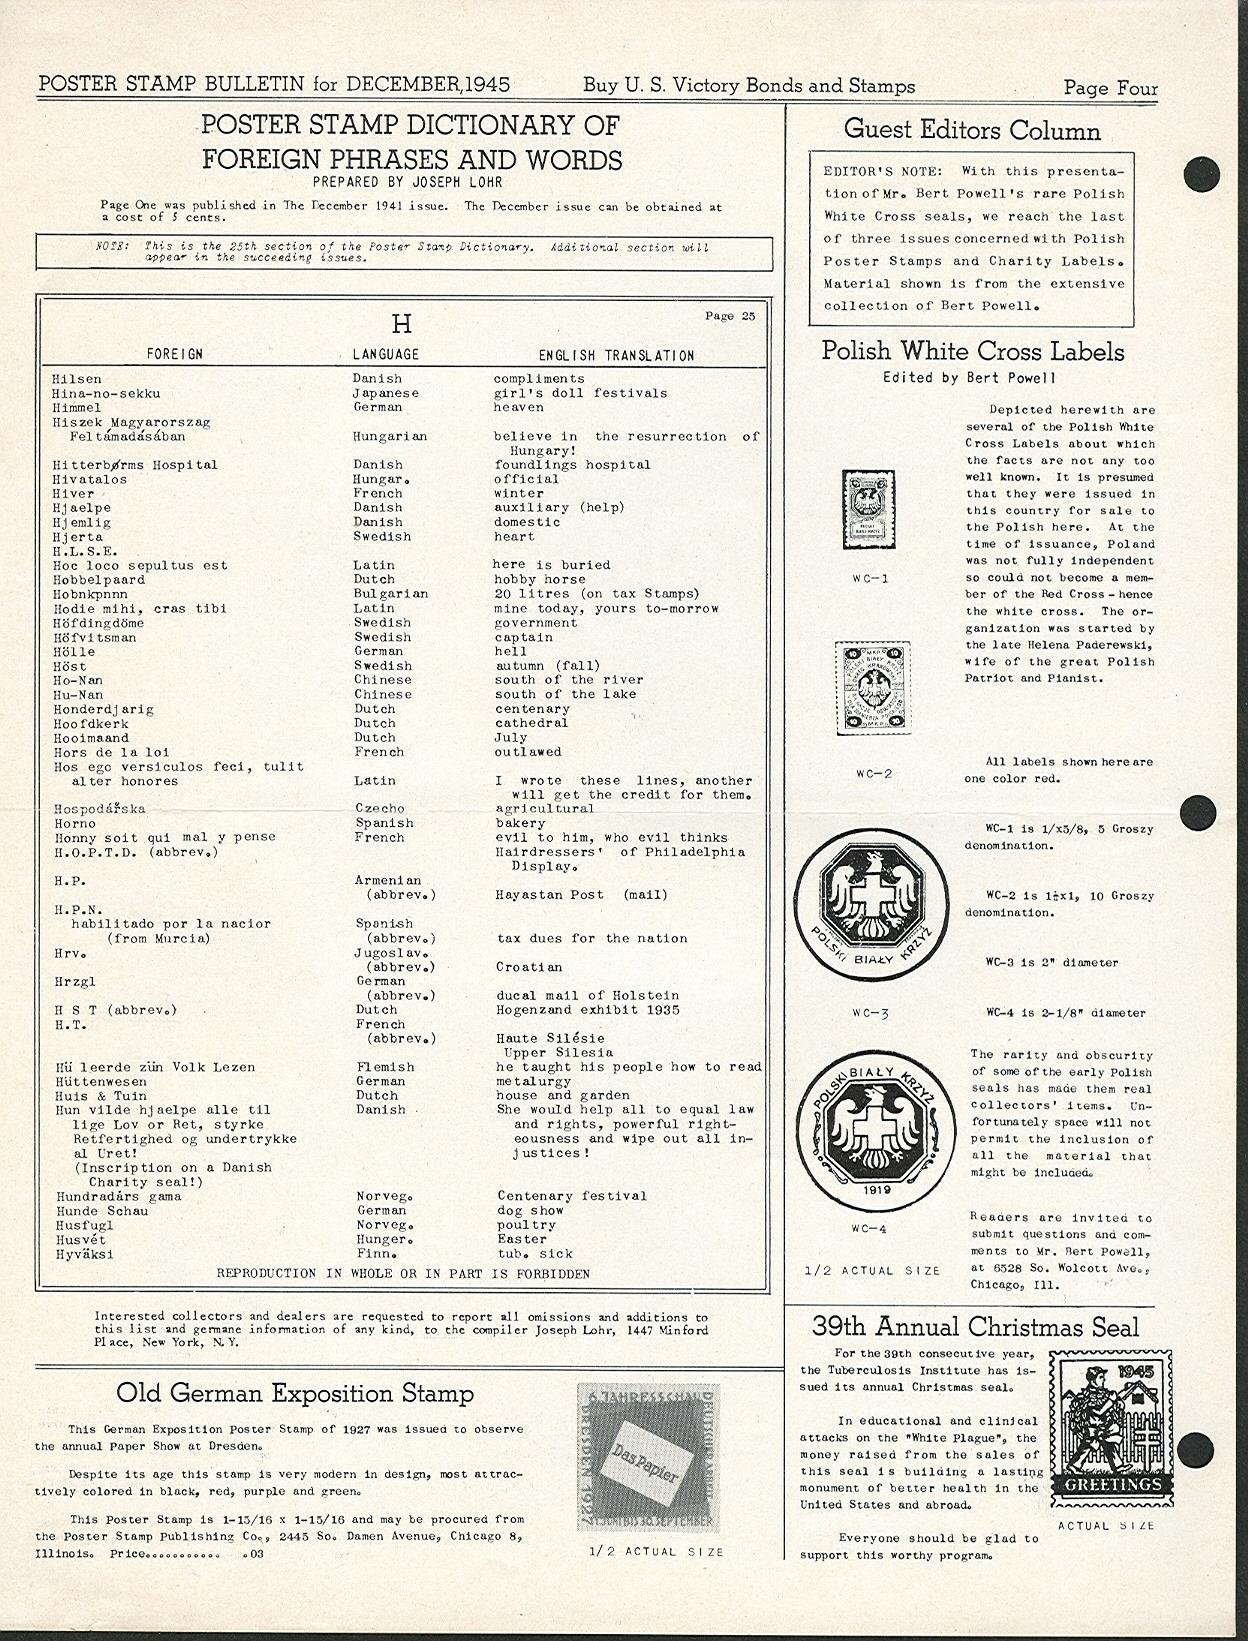 POSTER STAMP BULLETIN for DECEMBER,1945 Buy U. S. Victory Bonds and Stamps Page Four
POSTER STAMP DICTIONARY OF
FOREIGN PHRASES AND WORDS
PREPARED BY JOSEPH LOHR
Page One was published in The December 1941 issue. The December issue can be obtained at
a cost of 5 cents.
NOTE: This is the 25th section of the Poster Stamp Dictionary. Additional section will
appear in the succeeding issues.
H Page 25
FOREIGN LANGUAGE ENGLISH TRANSLATION
Hilsen Danish compliments
Hina-no-sekku Japanese girl's doll festivals
Himmel German heaven
Hiszek Magyarorszag
Feltámadásában Hungarian believe in the resurrection of
Hungary!
Hitterbørms Hospital Danish foundlings hospital
Hivatalos Hungar. official
Hiver French winter
Hjaelpe Danish auxiliary (help)
Hjemlig Danish domestic
Hjerta Swedish heart
H.L.S.E.
Hoc loco sepultus est Latin here is buried
Hobbelpaard Dutch hobby horse
Hobnkpnnn Bulgarian 20 litres (on tax Stamps)
Hodie mihi, cras tibi Latin mine today, yours to-morrow
Höfdingdöme Swedish government
Höfvitsman Swedish captain
Hölle German hell
Höst Swedish autumn (fall)
Ho-Nan Chinese south of the river
Hu-Nan Chinese south of the lake
Honderdjarig Dutch centenary
Hoofdkerk Dutch cathedral
Hooimaand Dutch July
Hors de la loi French outlawed
Hos ego versiculos feci, tulit
alter honores Latin I wrote these lines, another
will get the credit for them.
Hospodářska Czecho agricultural
Horno Spanish bakery
Honny soit qui mal y pense French evil to him, who evil thinks
H.O.P.T.D. (abbrev.) Hairdressers' of Philadelphia
Display.
H.P. Armenian
(abbrev.) Hayastan Post (mail)
H.P.N.
habilitado por la nacior Spanish
(from Murcia) (abbrev.) tax dues for the nation
Hrv. Jugoslav.
(abbrev.) Croatian
Hrzgl German
(abbrev.) ducal mail of Holstein
H S T (abbrev.) Dutch Hogenzand exhibit 1935
H.T. French
(abbrev.) Haute Silésie
Upper Silesia
Hü leerde zün Volk Lezen Flemish he taught his people how to read
Hüttenwesen German metalurgy
Huis & Tuin Dutch house and garden
Hun vilde hjaelpe alle til Danish She would help all to equal law
lige Lov or Ret, styrke and rights, powerful right-
Retfertighed og undertrykke eousness and wipe out all in-
al Uret! justices!
(Inscription on a Danish
Charity seal!)
Hundradárs gama Norveg. Centenary festival
Hunde Schau German dog show
Husfugl Norveg. poultry
Husvét Hunger. Easter
Hyväksi Finn. tub. sick
REPRODUCTION IN WHOLE OR IN PART IS FORBIDDEN
Interested collectors and dealers are requested to report all omissions and additions to
this list and germane information of any kind, to the compiler Joseph Lohr, 1447 Minford
Place, New York, N.Y.
Old German Exposition Stamp
This German Exposition Poster Stamp of 1927 was issued to observe
the annual Paper Show at Dresden.
Despite its age this stamp is very modern in design, most attrac-
tively colored in black, red, purple and green.
This Poster Stamp is 1-15/16 x 1-15/16 and may be procured from
the Poster Stamp Publishing Co., 2445 So. Damen Avenue, Chicago 8,
Illinois. Price........... .03
6. JAHRESSCHAU
DEUTSCHER ARBEIT
DRESDEN 1927
Das Papier
1. JUNI BIS 30. SEPTEMBER
1/2 ACTUAL SIZE
Guest Editors Column
EDITOR'S NOTE: With this presenta-
tion of Mr. Bert Powell's rare Polish
White Cross seals, we reach the last
of three issues concerned with Polish
Poster Stamps and Charity Labels.
Material shown is from the extensive
collection of Bert Powell.
Polish White Cross Labels
Edited by Bert Powell
Depicted herewith are
several of the Polish White
Cross Labels about which
the facts are not any too
well known. It is presumed
that they were issued in
this country for sale to
the Polish here. At the
time of issuance, Poland
was not fully independent
so could not become a mem-
ber of the Red Cross-hence
the white cross. The or-
ganization was started by
the late Helena Paderewski,
wife of the great Polish
Patriot and Pianist.
WC-1
10 MKP 10
POLSKI BIAŁY KRZYŻ
10 MKP 10
WC-2
All labels shown here are
one color red.
WC-1 is 1/x5/8, 5 Groszy
denomination.
WC-2 is 1¼x1, 10 Groszy
denomination.
WC-3 is 2" diameter
WC-4 is 2-1/8" diameter
POLSKI BIAŁY KRZYŻ
WC-3
POLSKI BIAŁY KRZYŻ
1919
WC-4
1/2 ACTUAL SIZE
The rarity and obscurity
of some of the early Polish
seals has made them real
collectors' items. Un-
fortunately space will not
permit the inclusion of
all the material that
might be included.
Readers are invited to
submit questions and com-
ments to Mr. Bert Powell,
at 6528 So. Wolcott Ave.,
Chicago, Ill.
39th Annual Christmas Seal
For the 39th consecutive year,
the Tuberculosis Institute has is-
sued its annual Christmas seal.
In educational and clinical
attacks on the "White Plague", the
money raised from the sales of
this seal is building a lasting
monument of better health in the
United States and abroad.
Everyone should be glad to
support this worthy program.
1945
GREETINGS
ACTUAL SIZE